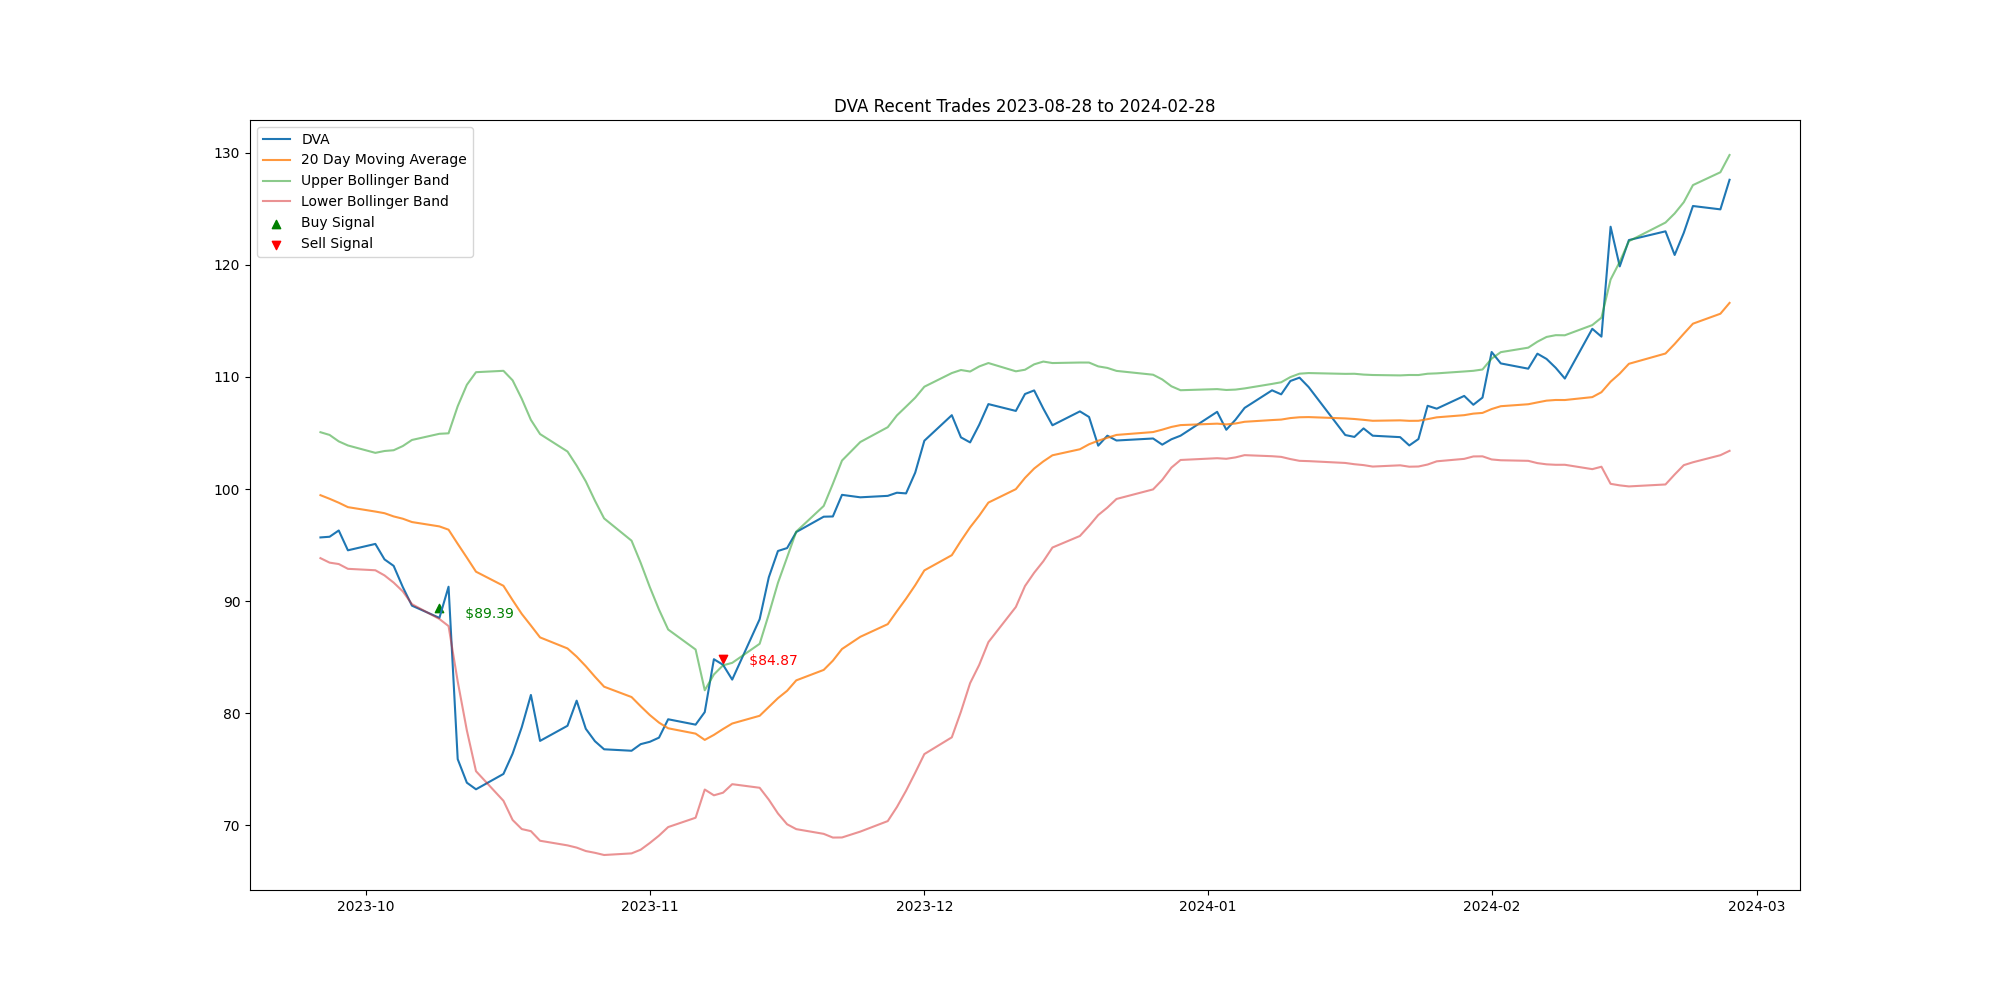 DVA Recent Trades 2023-08-28 to 2024-02-28
DVA
20 Day Moving Average
Upper Bollinger Band
Lower Bollinger Band
Buy Signal
Sell Signal
130
120
110
100
90
80
70
$89.39
$84.87
2023-10
2023-11
2023-12
2024-01
2024-02
2024-03